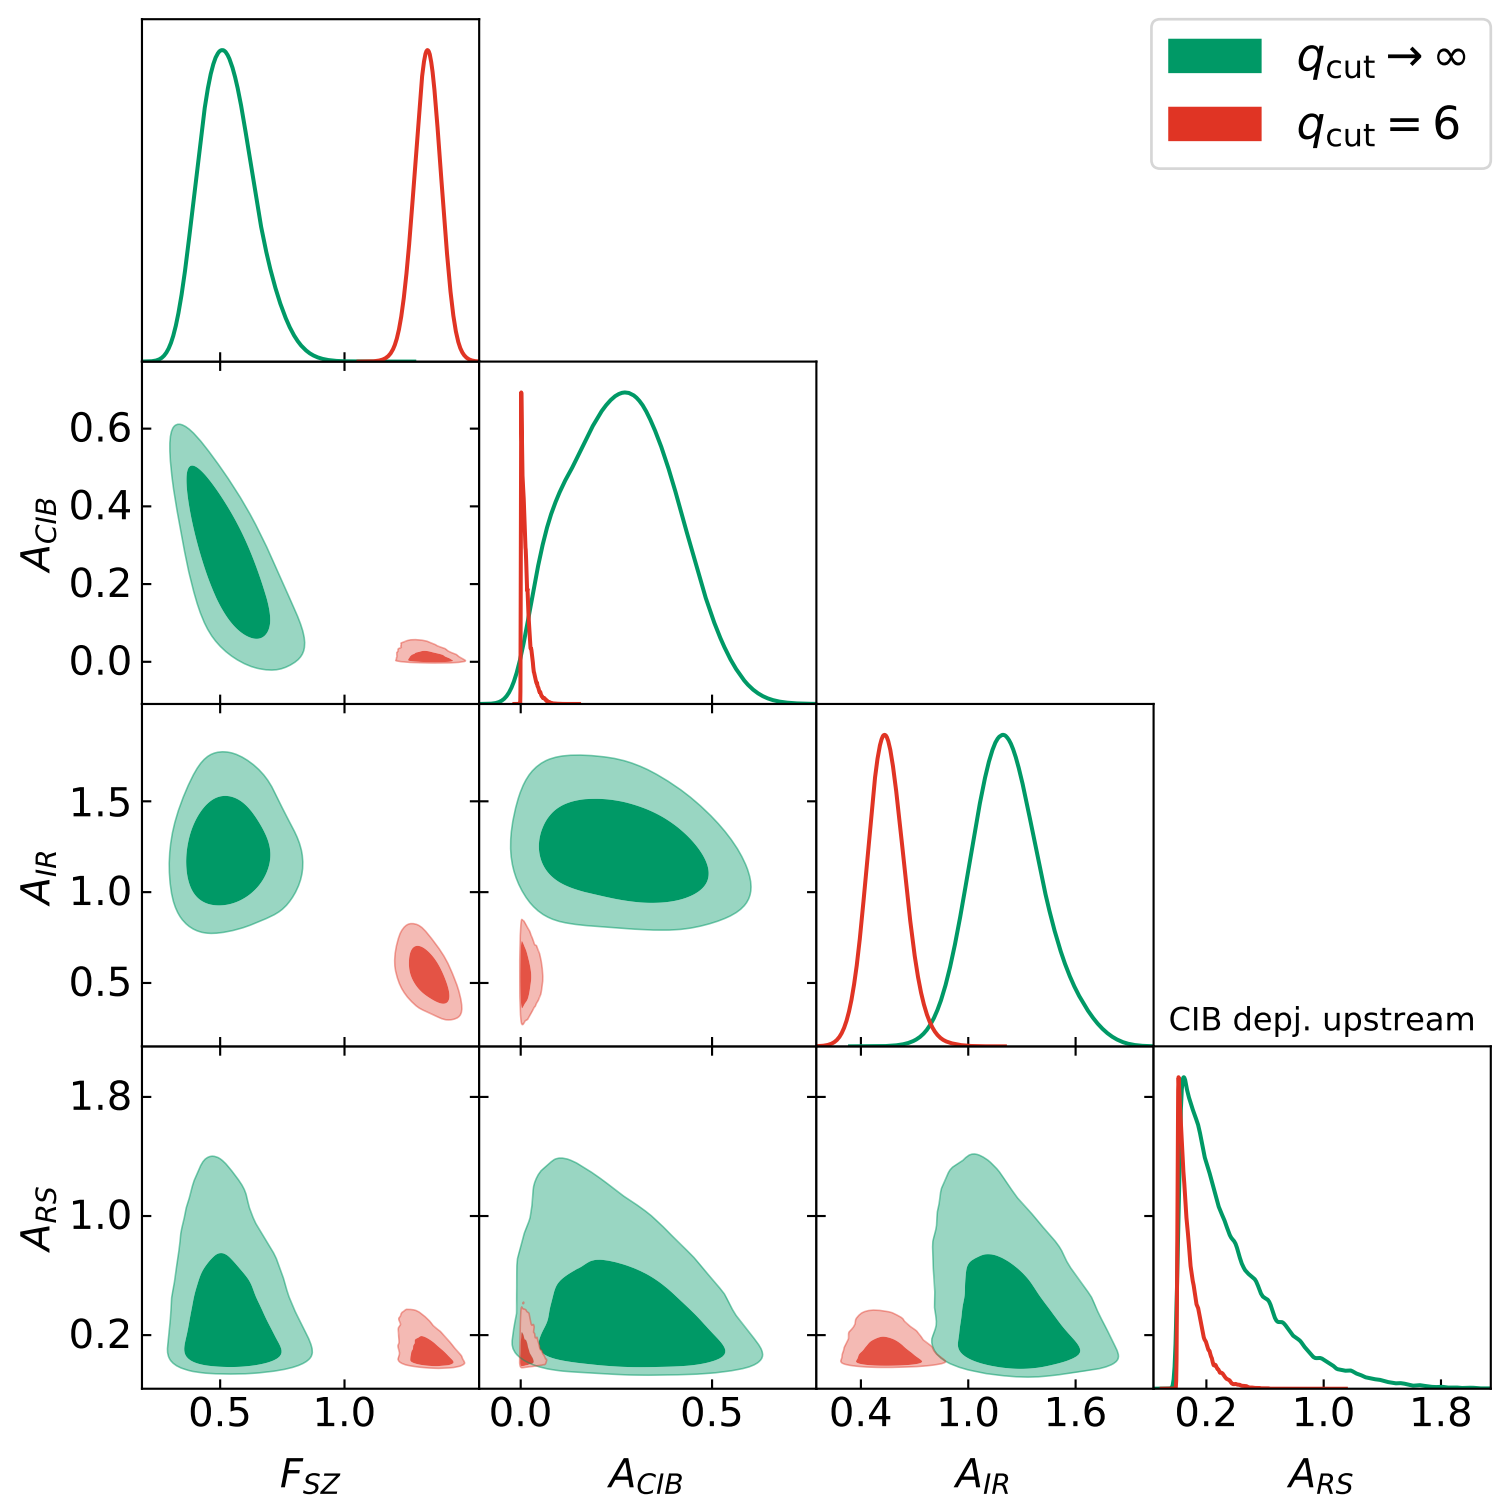 q_cut → ∞
q_cut = 6
0.6
0.4
0.2
0.0
A_CIB
1.5
1.0
0.5
A_IR
CIB depj. upstream
1.8
1.0
0.2
A_RS
0.5 1.0 0.0 0.5 0.4 1.0 1.6 0.2 1.0 1.8
F_SZ A_CIB A_IR A_RS